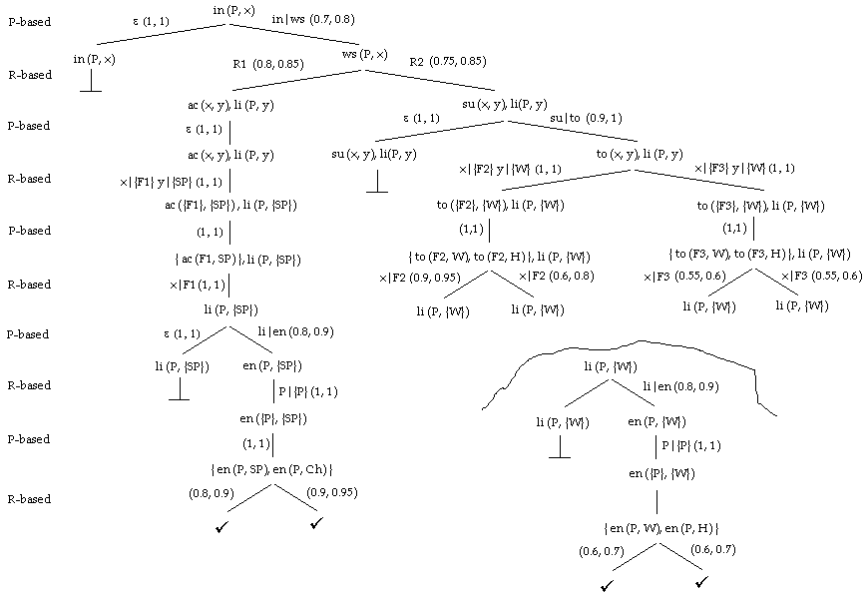 P-based
in (P, x)
ε (1, 1)
in | ws (0.7, 0.8)
in (P, x)
ws (P, x)
R-based
R1 (0.8, 0.85)
R2 (0.75, 0.85)
ac (x, y), li (P, y)
su (x, y), li(P, y)
P-based
ε (1, 1)
ε (1, 1)
su | to (0.9, 1)
ac (x, y), li (P, y)
su (x, y), li(P, y)
to (x, y), li (P, y)
R-based
×| {F1} y | {SP} (1, 1)
×| {F2} y | {W} (1, 1)
×| {F3} y | {W} (1, 1)
ac ({F1}, {SP}), li (P, {SP})
to ({F2}, {W}), li (P, {W})
to ({F3}, {W}), li (P, {W})
P-based
(1, 1)
(1,1)
(1,1)
{ ac (F1, SP) }, li (P, {SP})
{ to (F2, W), to (F2, H) }, li (P, {W})
{ to (F3, W), to (F3, H) }, li (P, {W})
R-based
×| F1 (1, 1)
×| F2 (0.9, 0.95)
×| F2 (0.6, 0.8)
×| F3 (0.55, 0.6)
×| F3 (0.55, 0.6)
li (P, {SP})
li (P, {W})
li (P, {W})
li (P, {W})
li (P, {W})
P-based
ε (1, 1)
li | en (0.8, 0.9)
li (P, {SP})
en (P, {SP})
li (P, {W})
R-based
P | {P} (1, 1)
li | en (0.8, 0.9)
en ({P}, {SP})
li (P, {W})
en (P, {W})
P-based
(1, 1)
P | {P} (1, 1)
{ en (P, SP), en (P, Ch) }
en ({P}, {W})
R-based
(0.8, 0.9)
(0.9, 0.95)
{ en (P, W), en (P, H) }
(0.6, 0.7)
(0.6, 0.7)